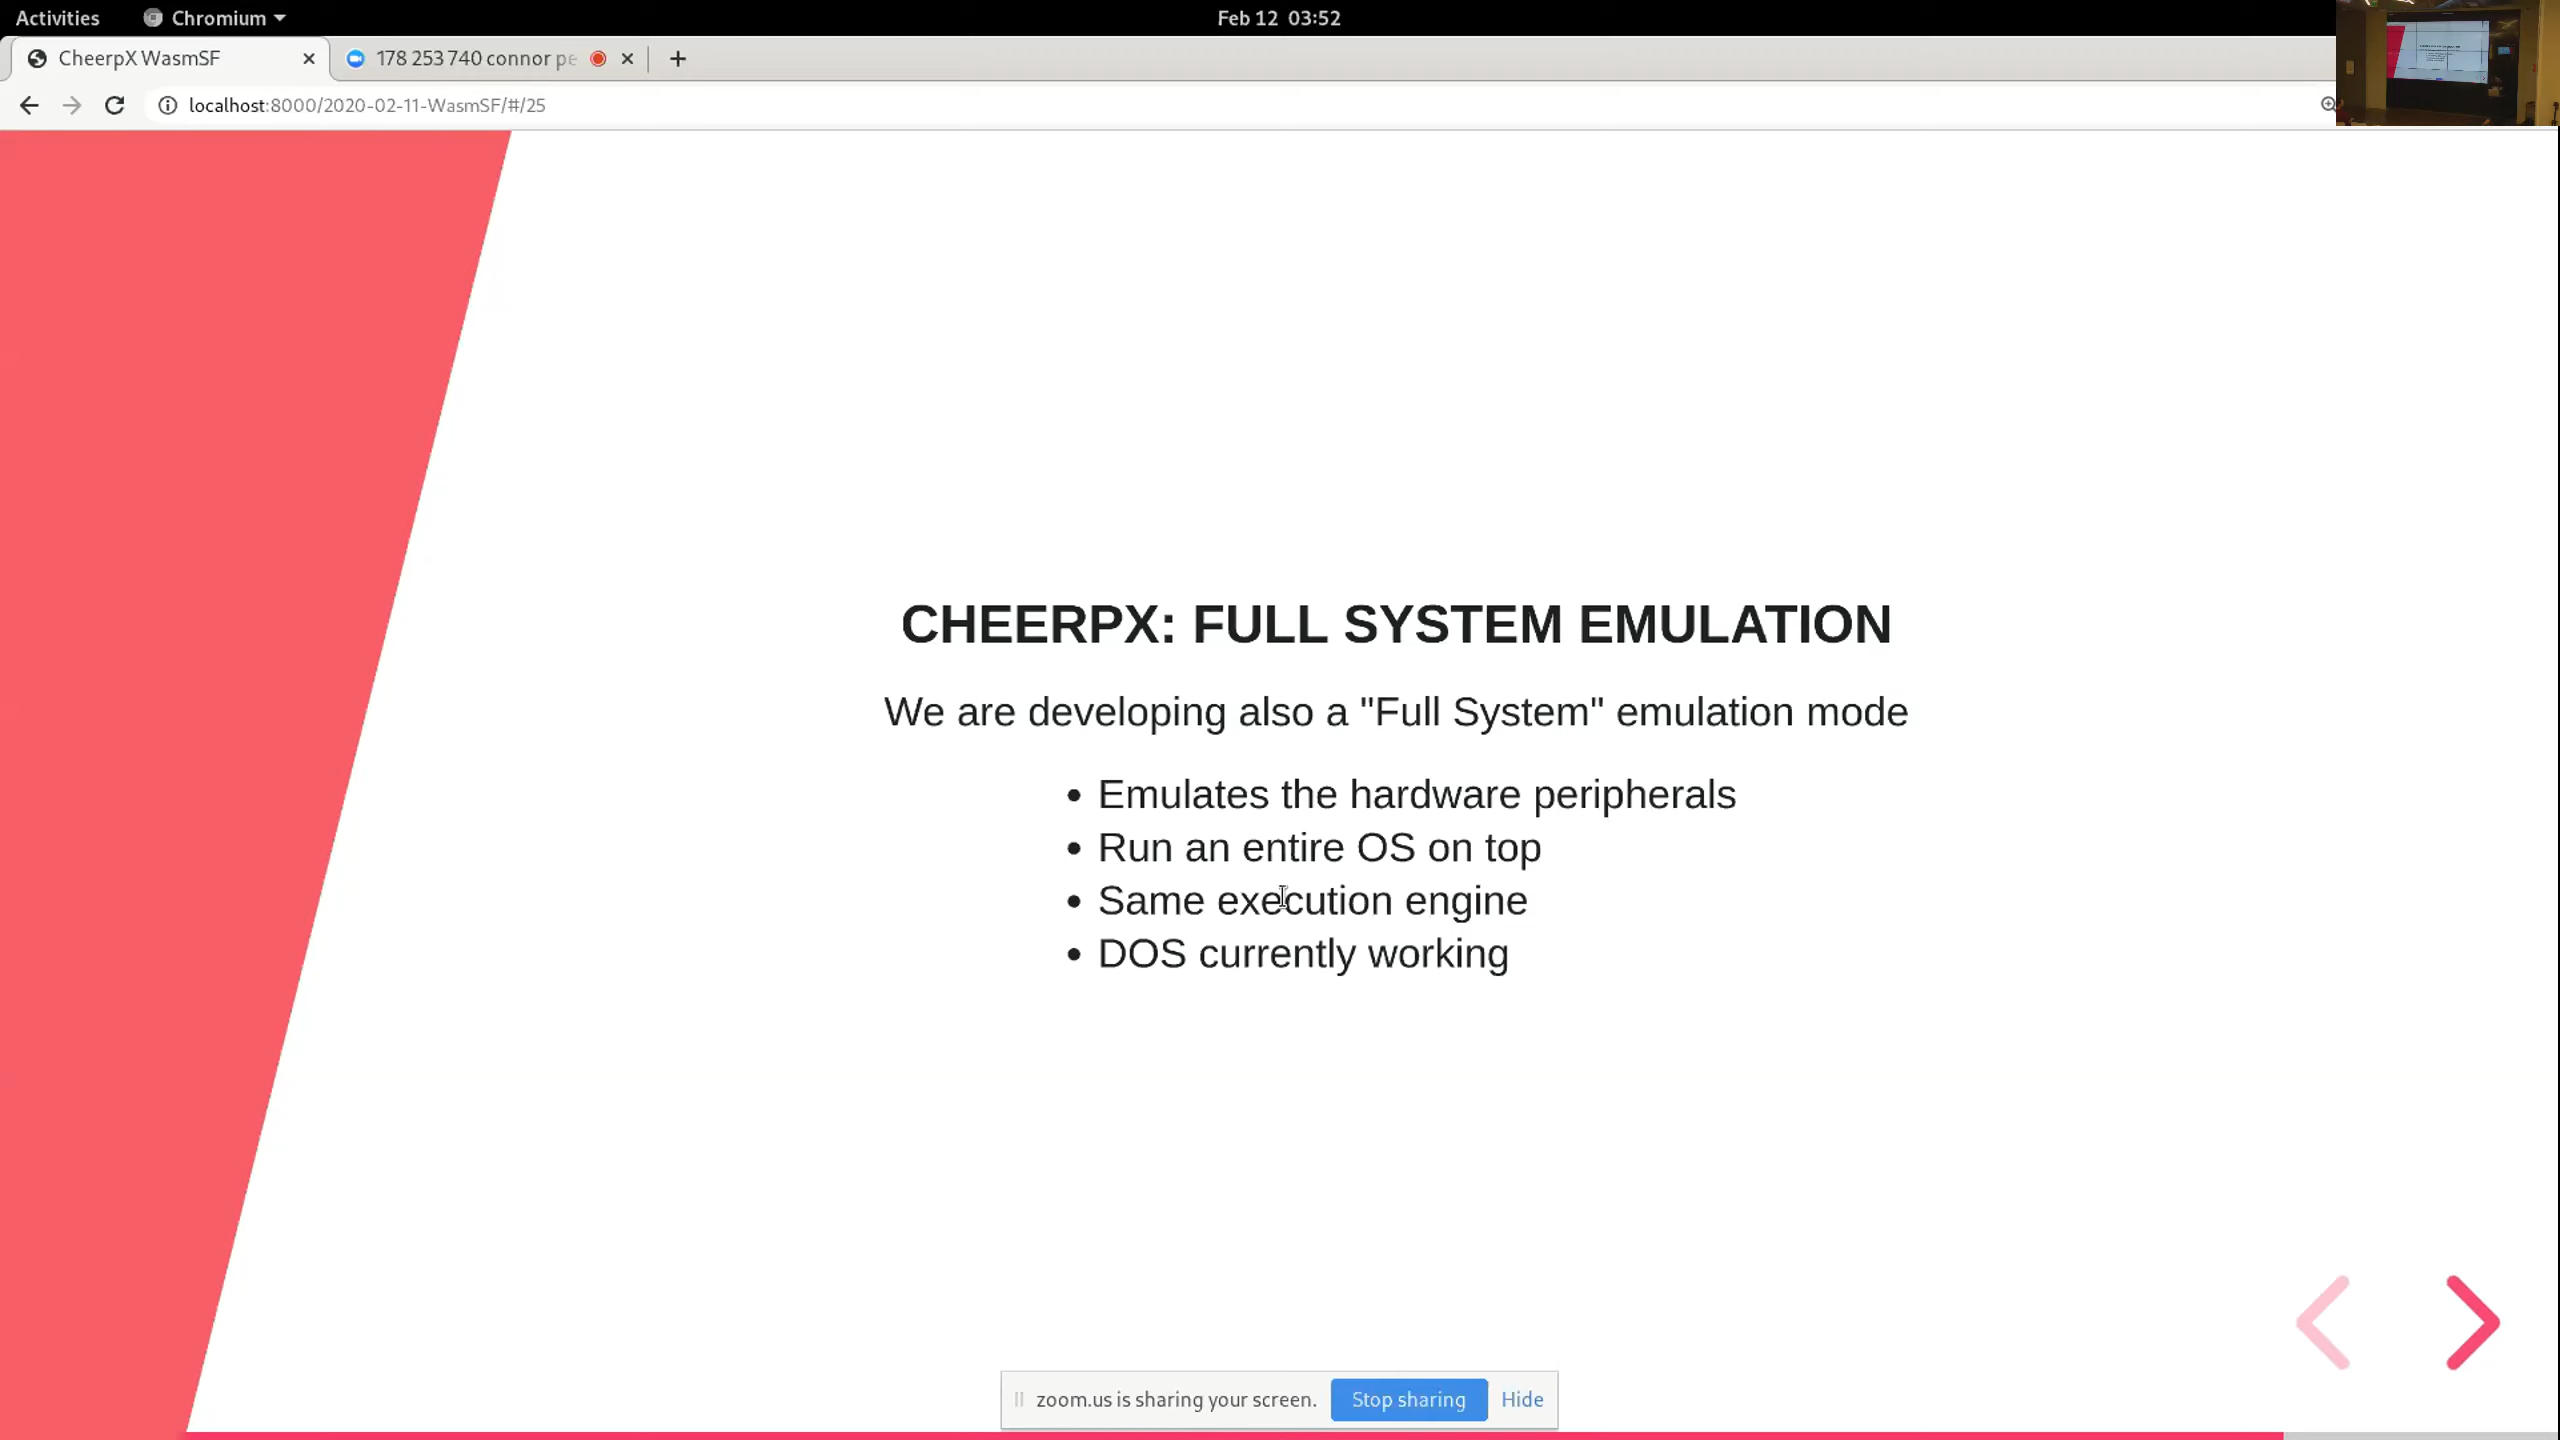 Activities Chromium Feb 12 03:52
CheerpX WasmSF 178 253 740 connor pe
localhost:8000/2020-02-11-WasmSF/#/25
CHEERPX: FULL SYSTEM EMULATION
We are developing also a "Full System" emulation mode
• Emulates the hardware peripherals
• Run an entire OS on top
• Same execution engine
• DOS currently working
zoom.us is sharing your screen. Stop sharing Hide